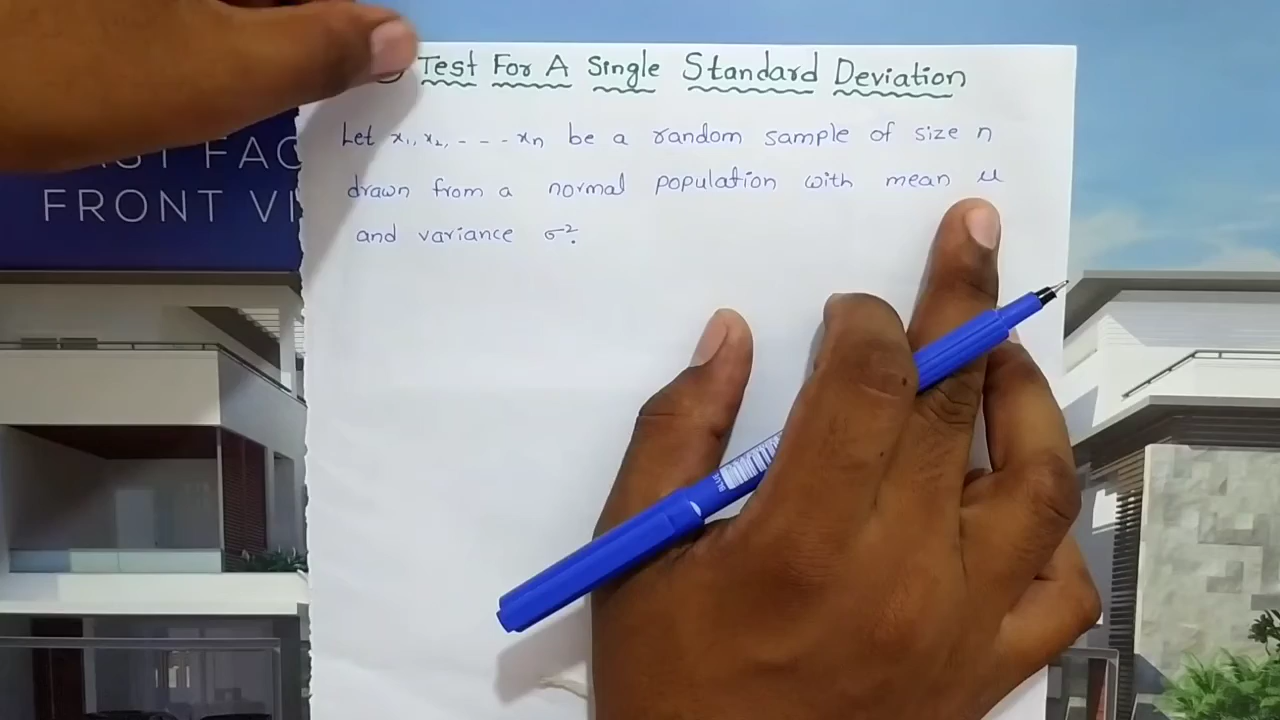 Test For A Single Standard Deviation
Let x₁, x₂, - - - - xn be a random sample of size n
drawn from a normal population with mean μ
and variance σ².
FRONT
BLUE